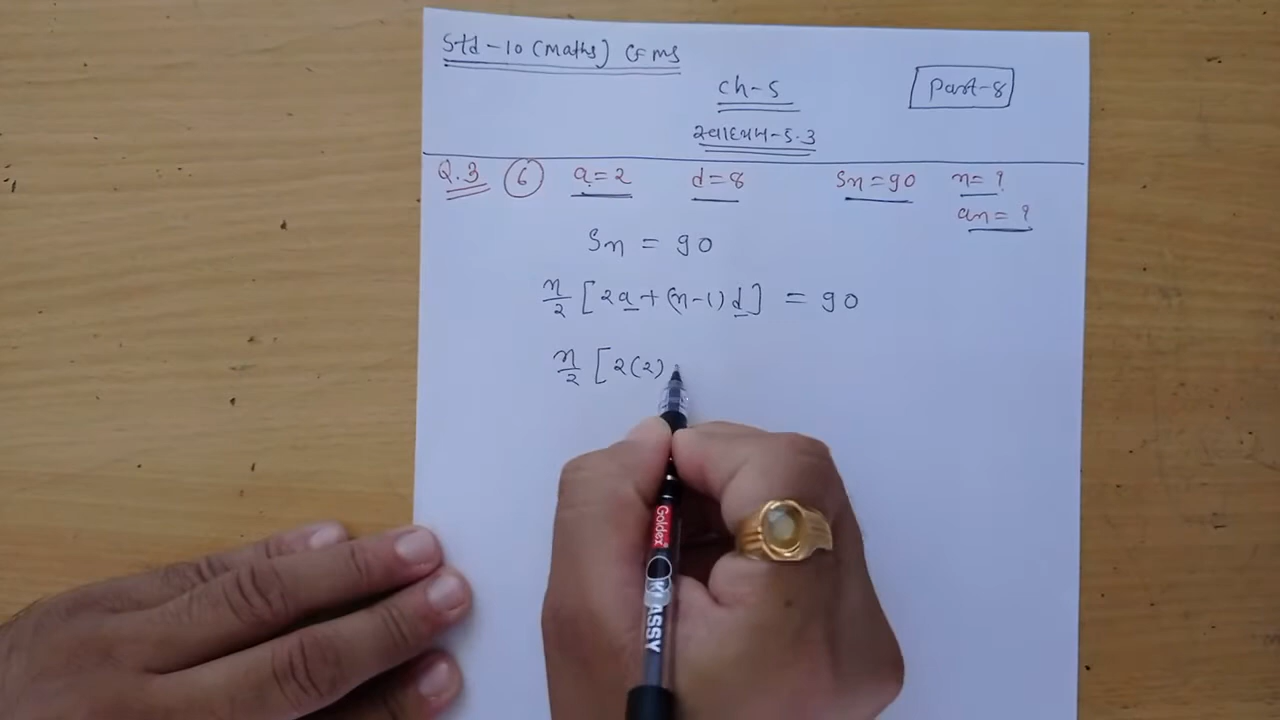 Std-10 (Maths) GMS
Ch-5
Part-8
સ્વાધ્યાય-5.3
Q.3 6 a=2 d=8 Sn=90 n=?
an=?
Sn = 90
n/2 [2a+(n-1)d] = 90
n/2 [2(2)
Goldex KLASSY